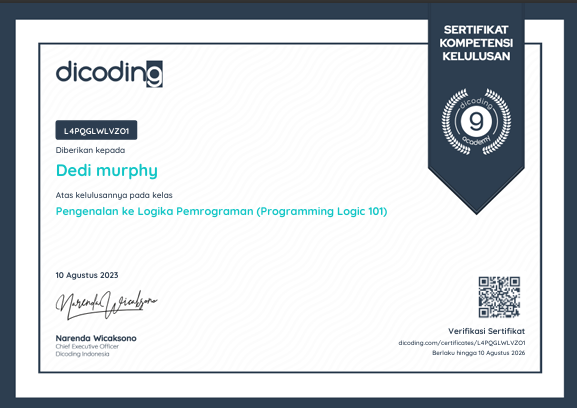 SERTIFIKAT
KOMPETENSI
KELULUSAN
dicoding
dicoding
9
academy
L4PQGLWLVZO1
Diberikan kepada
Dedi murphy
Atas kelulusannya pada kelas
Pengenalan ke Logika Pemrograman (Programming Logic 101)
10 Agustus 2023
Narenda Wicaksono
Narenda Wicaksono
Chief Executive Officer
Dicoding Indonesia
Verifikasi Sertifikat
dicoding.com/certificates/L4PQGLWLVZO1
Berlaku hingga 10 Agustus 2026